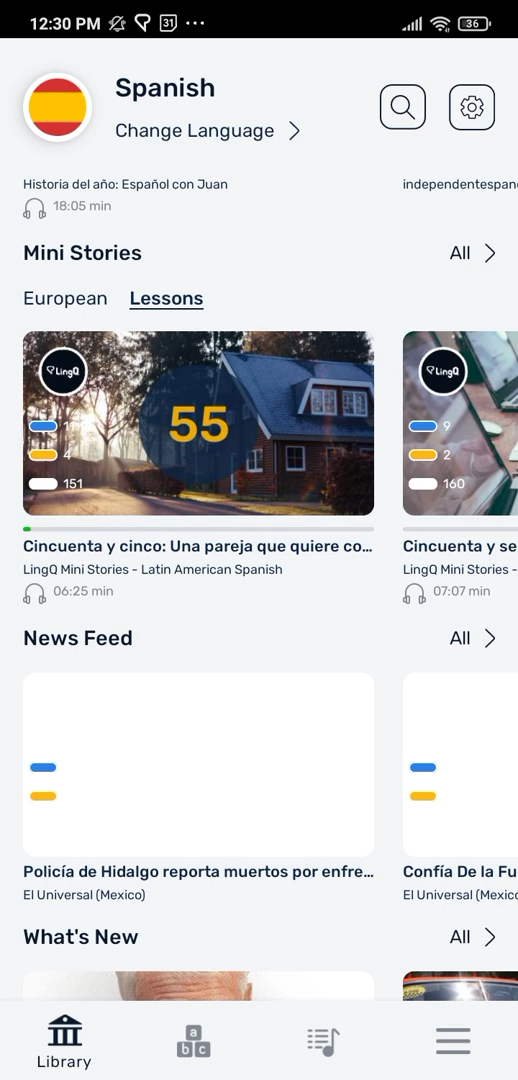 12:30 PM 31 36
Spanish
Change Language
Historia del año: Español con Juan
independentespan
18:05 min
Mini Stories All
European Lessons
LingQ
LingQ
55
9
4
2
151
160
Cincuenta y cinco: Una pareja que quiere co...
Cincuenta y se
LingQ Mini Stories - Latin American Spanish
LingQ Mini Stories -
06:25 min
07:07 min
News Feed All
Policía de Hidalgo reporta muertos por enfre...
Confía De la Fu
El Universal (Mexico)
El Universal (Mexico
What's New All
a
b c
Library